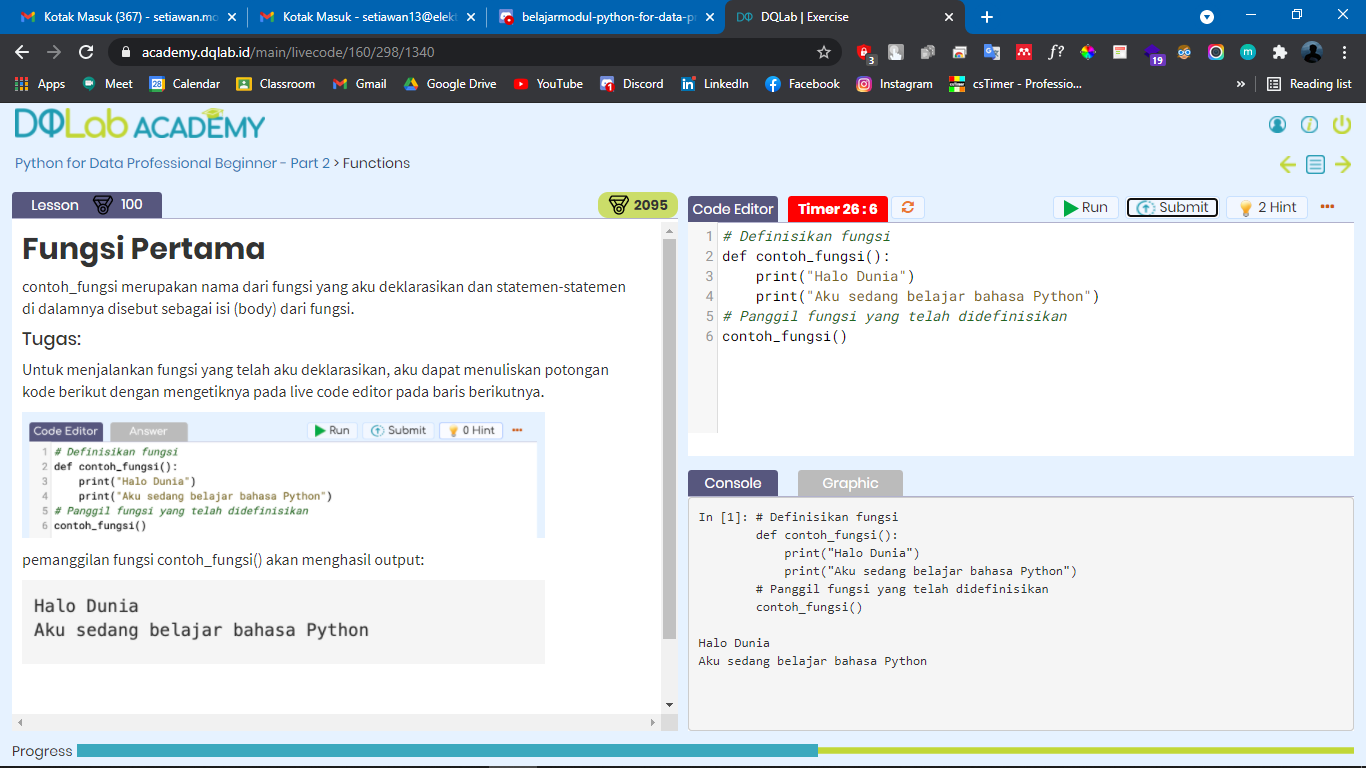 Kotak Masuk (367) - setiawan.mo
Kotak Masuk - setiawan13@elekt
belajarmodul-python-for-data-p
DQLab | Exercise
academy.dqlab.id/main/livecode/160/298/1340
3
f?
19
Apps
Meet
28
Calendar
Classroom
Gmail
Google Drive
YouTube
Discord
LinkedIn
Facebook
Instagram
csTimer - Professio...
»
Reading list
DQLab ACADEMY
Python for Data Professional Beginner - Part 2 > Functions
Lesson 100
2095
Fungsi Pertama
contoh_fungsi merupakan nama dari fungsi yang aku deklarasikan dan statemen-statemen
di dalamnya disebut sebagai isi (body) dari fungsi.
Tugas:
Untuk menjalankan fungsi yang telah aku deklarasikan, aku dapat menuliskan potongan
kode berikut dengan mengetiknya pada live code editor pada baris berikutnya.
Code Editor Answer Run Submit 0 Hint
1 # Definisikan fungsi
2 def contoh_fungsi():
3     print("Halo Dunia")
4     print("Aku sedang belajar bahasa Python")
5 # Panggil fungsi yang telah didefinisikan
6 contoh_fungsi()
pemanggilan fungsi contoh_fungsi() akan menghasil output:
Halo Dunia
Aku sedang belajar bahasa Python
Code Editor Timer 26 : 6 Run Submit 2 Hint
1 # Definisikan fungsi
2 def contoh_fungsi():
3     print("Halo Dunia")
4     print("Aku sedang belajar bahasa Python")
5 # Panggil fungsi yang telah didefinisikan
6 contoh_fungsi()
Console Graphic
In [1]: # Definisikan fungsi
def contoh_fungsi():
    print("Halo Dunia")
    print("Aku sedang belajar bahasa Python")
# Panggil fungsi yang telah didefinisikan
contoh_fungsi()
Halo Dunia
Aku sedang belajar bahasa Python
Progress